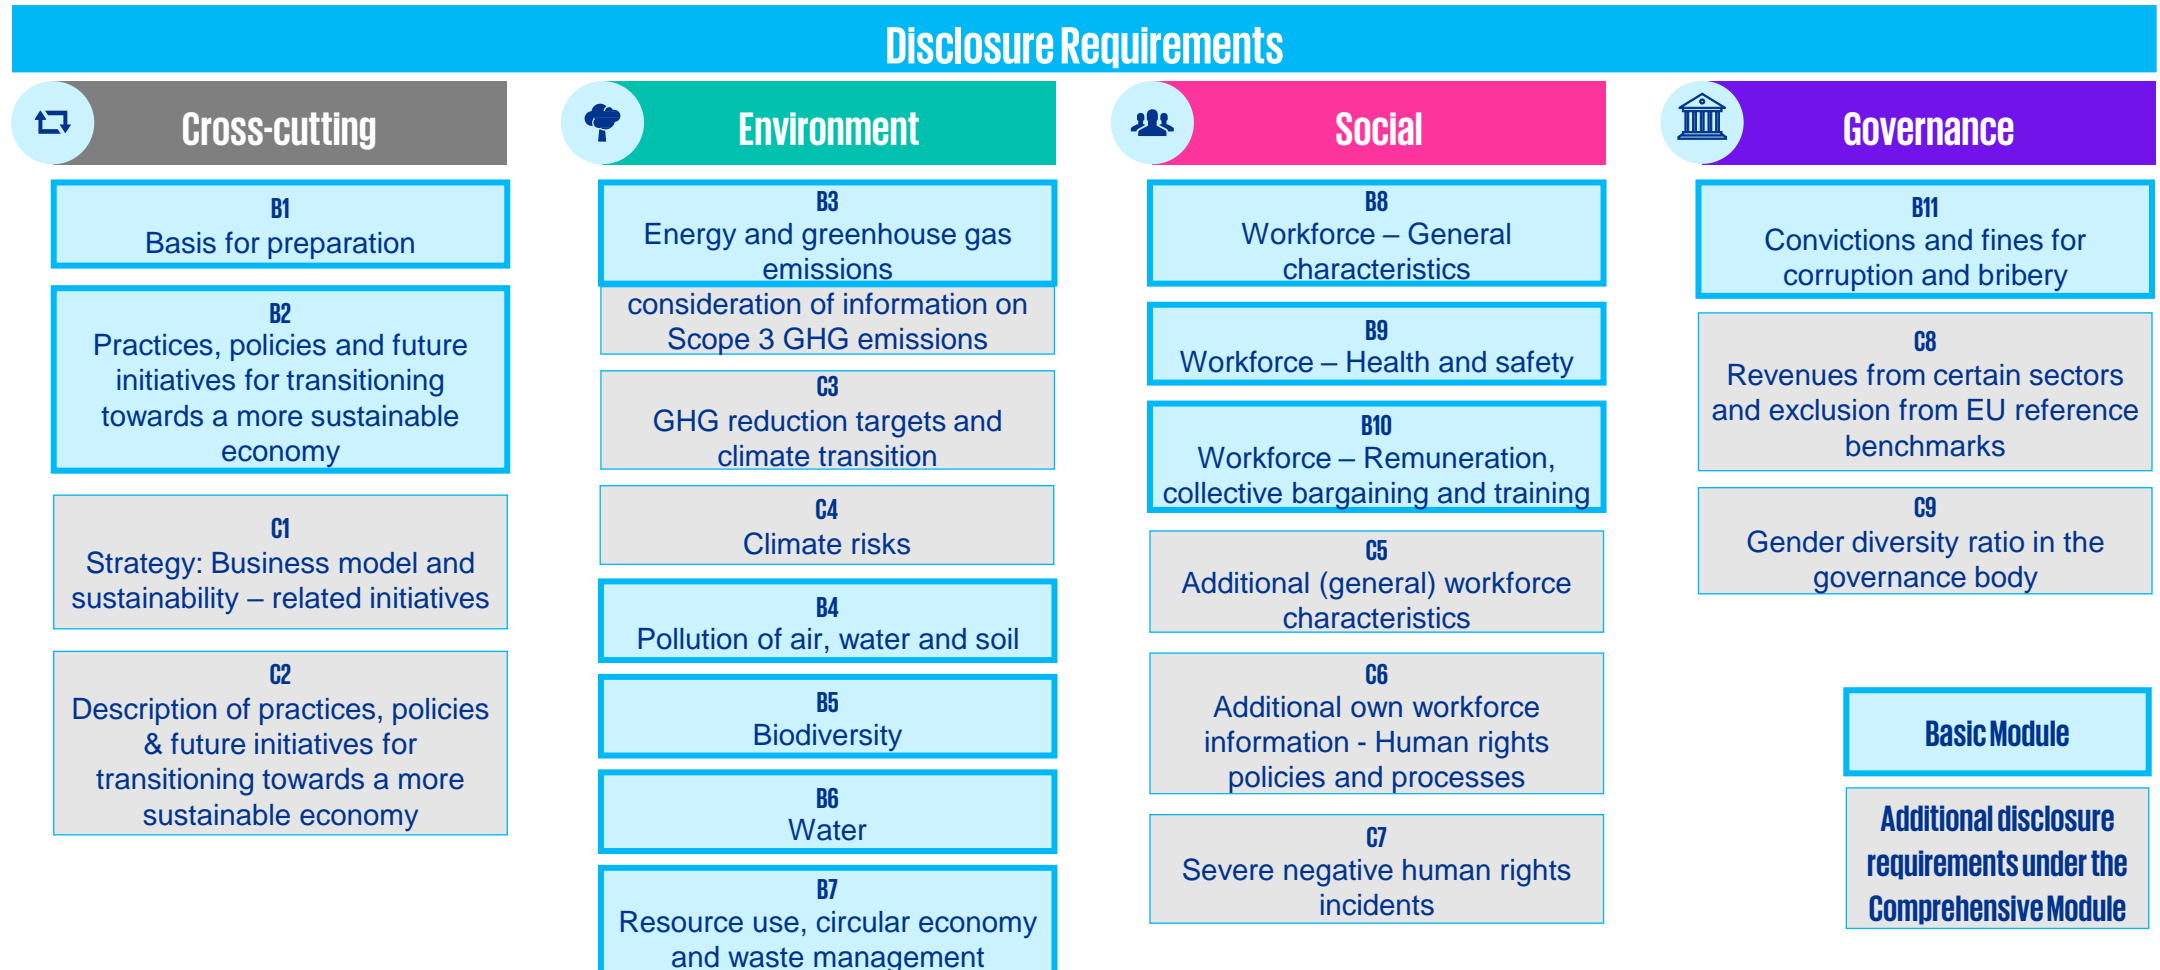 Disclosure Requirements
Cross-cutting
B1
Basis for preparation
B2
Practices, policies and future
initiatives for transitioning
towards a more sustainable
economy
C1
Strategy: Business model and
sustainability – related initiatives
C2
Description of practices, policies
& future initiatives for
transitioning towards a more
sustainable economy
Environment
B3
Energy and greenhouse gas
emissions
consideration of information on
Scope 3 GHG emissions
C3
GHG reduction targets and
climate transition
C4
Climate risks
B4
Pollution of air, water and soil
B5
Biodiversity
B6
Water
B7
Resource use, circular economy
and waste management
Social
B8
Workforce – General
characteristics
B9
Workforce – Health and safety
B10
Workforce – Remuneration,
collective bargaining and training
C5
Additional (general) workforce
characteristics
C6
Additional own workforce
information - Human rights
policies and processes
C7
Severe negative human rights
incidents
Governance
B11
Convictions and fines for
corruption and bribery
C8
Revenues from certain sectors
and exclusion from EU reference
benchmarks
C9
Gender diversity ratio in the
governance body
Basic Module
Additional disclosure
requirements under the
Comprehensive Module